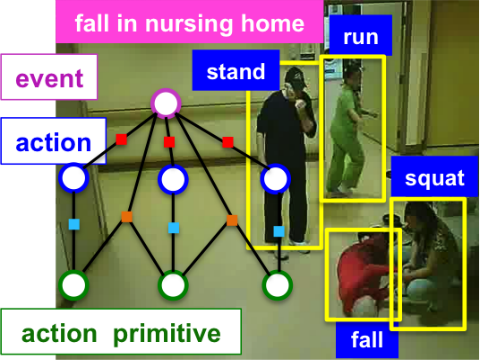 fall in nursing home
run
stand
event
action
squat
action primitive
fall